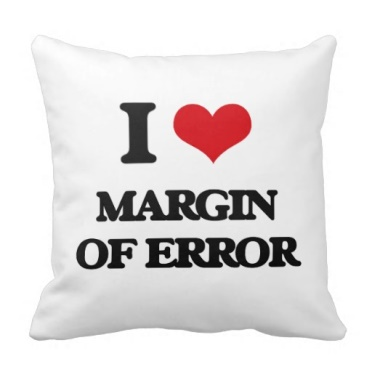 I ❤
MARGIN
OF ERROR